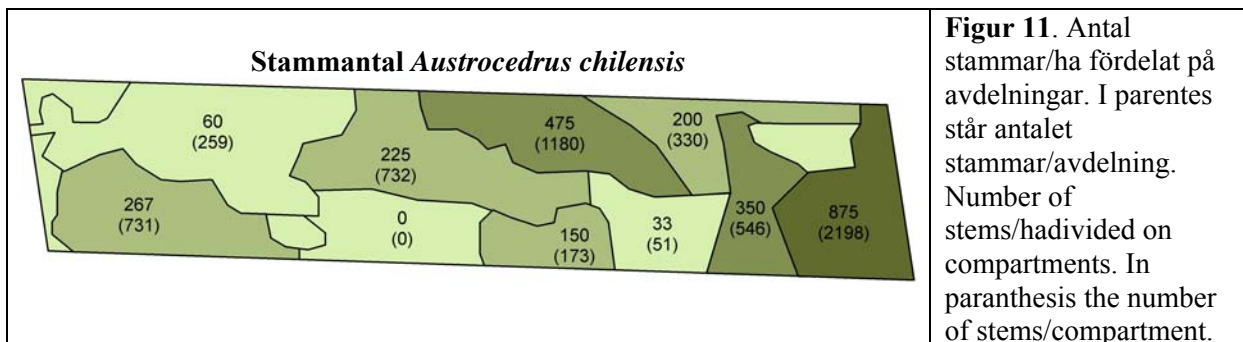 Stammantal Austrocedrus chilensis
60
(259)
225
(732)
475
(1180)
200
(330)
267
(731)
0
(0)
150
(173)
33
(51)
350
(546)
875
(2198)
Figur 11. Antal
stammar/ha fördelat på
avdelningar. I parentes
står antalet
stammar/avdelning.
Number of
stems/hadivided on
compartments. In
paranthesis the number
of stems/compartment.